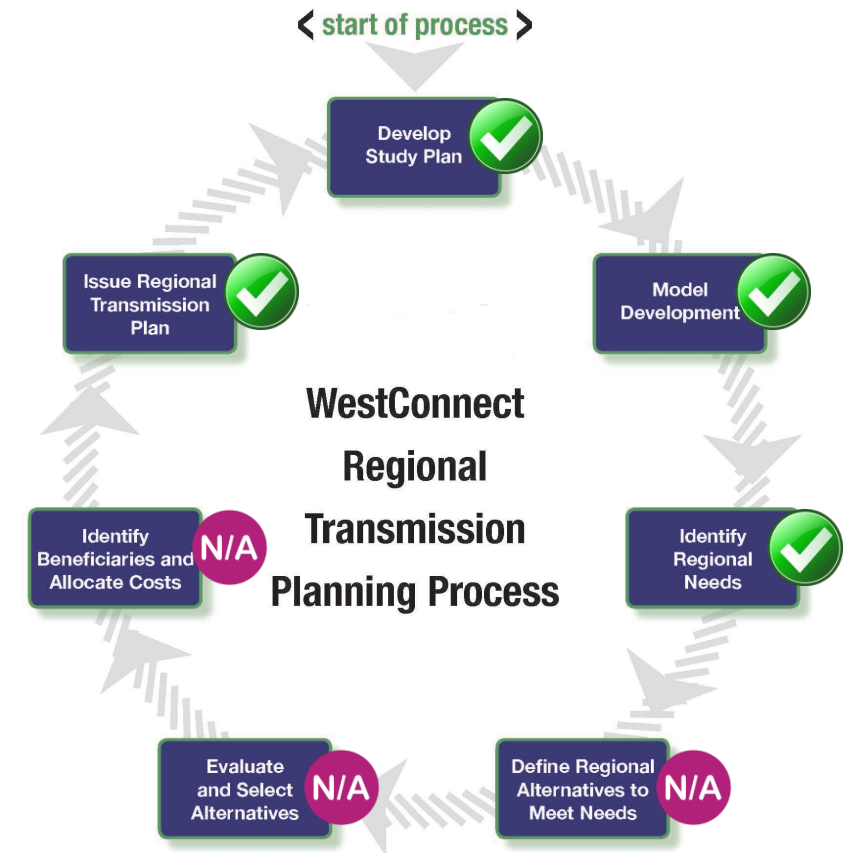 < start of process >
Develop
Study Plan
Model
Development
Identify
Regional
Needs
Define Regional
Alternatives to
Meet Needs
N/A
Evaluate
and Select
Alternatives
N/A
Identify
Beneficiaries and
Allocate Costs
N/A
Issue Regional
Transmission
Plan
WestConnect
Regional
Transmission
Planning Process